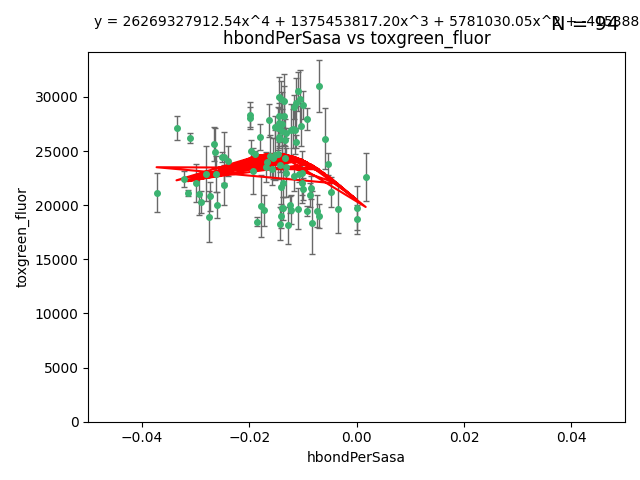 y = 26269327912.54x^4 + 1375453817.20x^3 + 5781030.05x^2
N = 94
hbondPerSasa vs toxgreen_fluor
toxgreen_fluor
30000
25000
20000
15000
10000
5000
0
−0.04
−0.02
0.00
0.02
0.04
hbondPerSasa